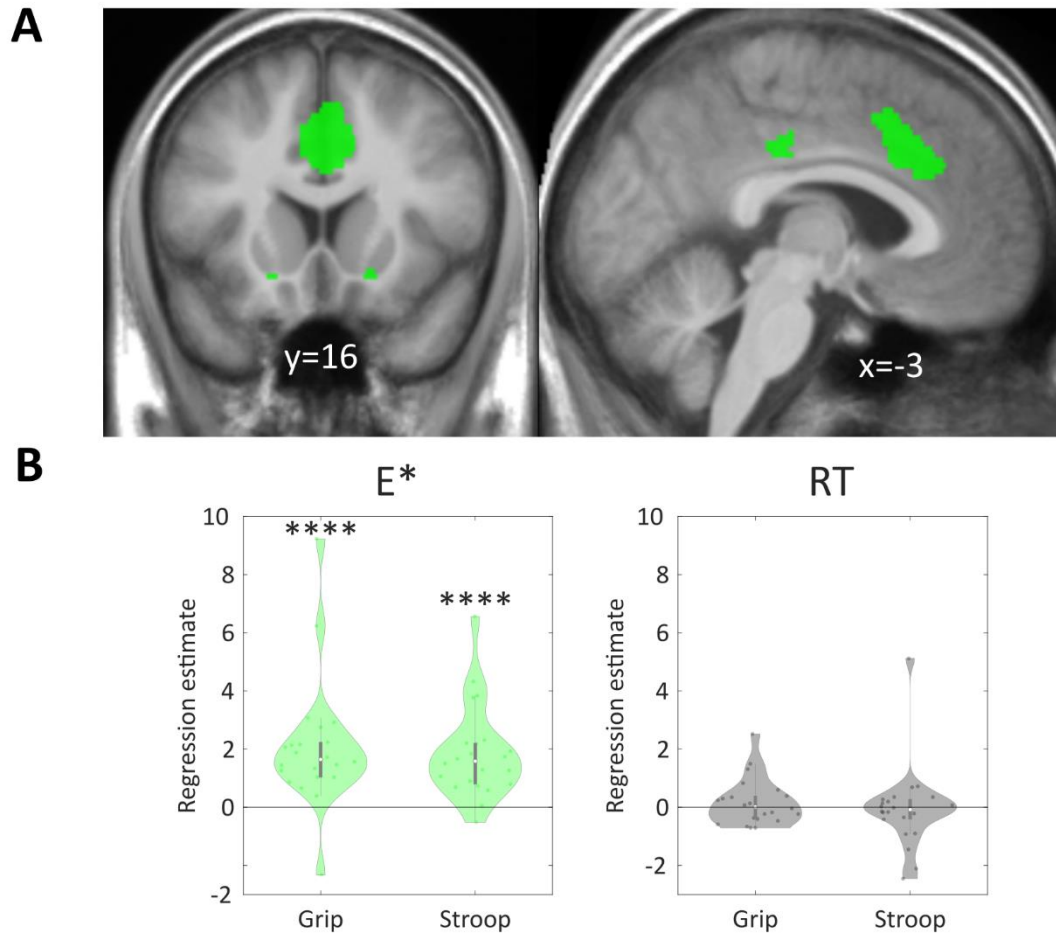 A
y=16
x=-3
B
E*
RT
Regression estimate
10
8
6
4
2
0
-2
****
****
Grip
Stroop
Regression estimate
10
8
6
4
2
0
-2
Grip
Stroop